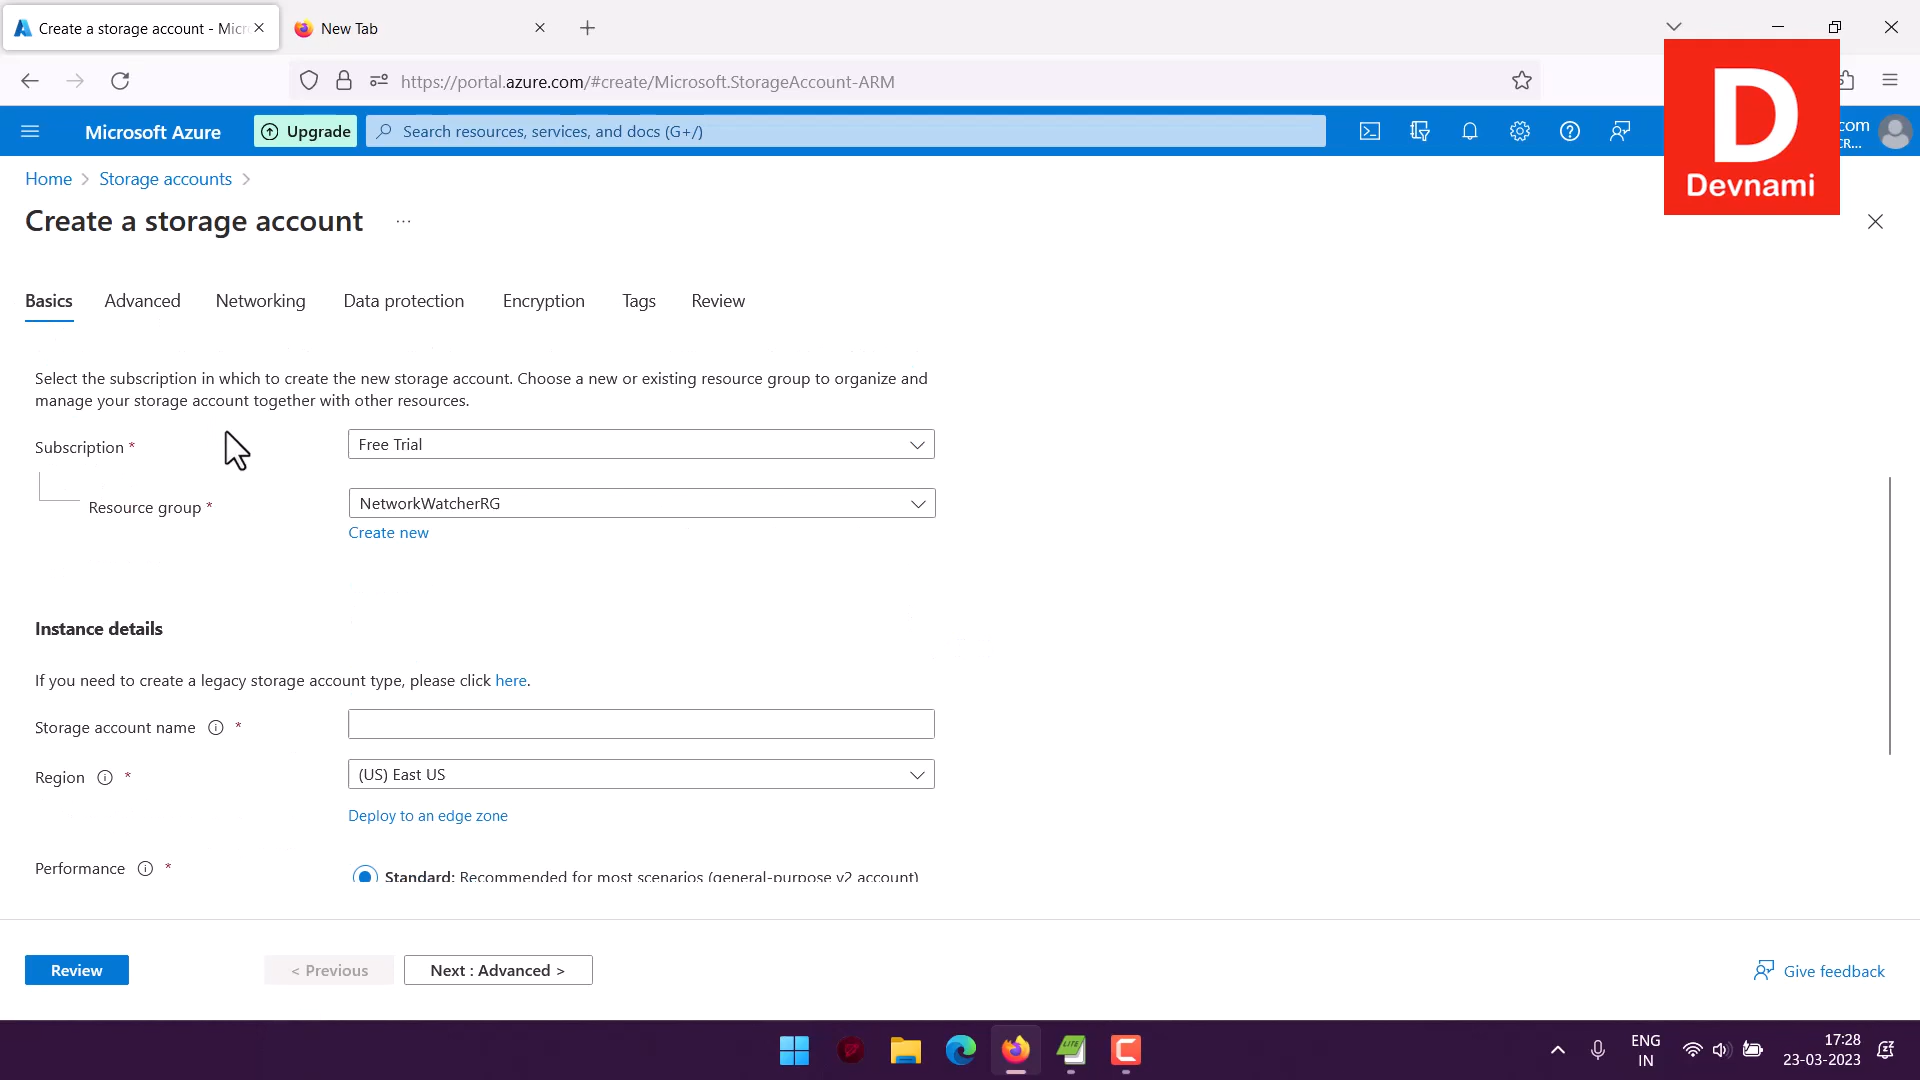 Create a storage account - Micr
New Tab
https://portal.azure.com/#create/Microsoft.StorageAccount-ARM
Microsoft Azure
Upgrade
Search resources, services, and docs (G+/)
com
CR...
D
Devnami
Home > Storage accounts >
Create a storage account ...
Basics Advanced Networking Data protection Encryption Tags Review
Select the subscription in which to create the new storage account. Choose a new or existing resource group to organize and
manage your storage account together with other resources.
Subscription *
Free Trial
Resource group *
NetworkWatcherRG
Create new
Instance details
If you need to create a legacy storage account type, please click here.
Storage account name *
Region *
(US) East US
Deploy to an edge zone
Performance *
Standard: Recommended for most scenarios (general-purpose v2 account)
Review
< Previous
Next : Advanced >
Give feedback
LITE
ENG
IN
17:28
23-03-2023